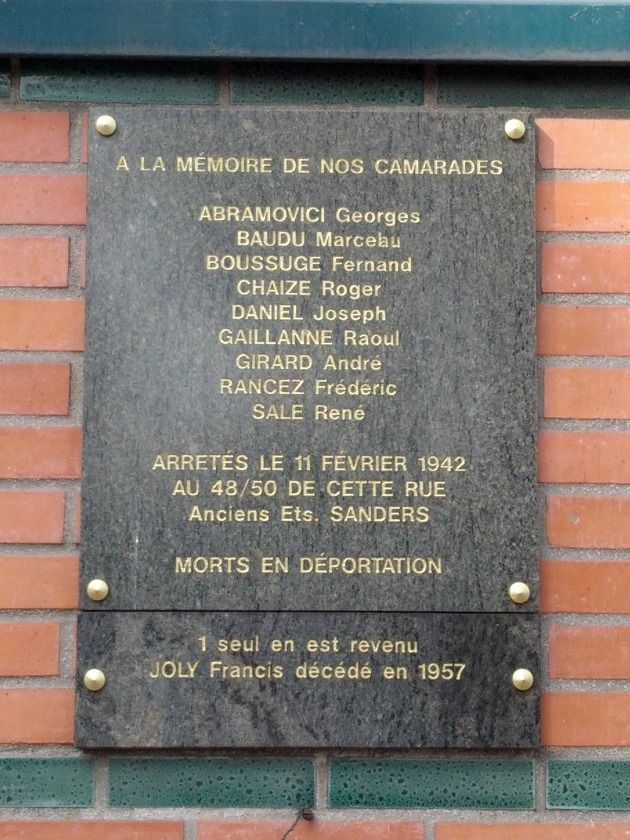 A LA MÉMOIRE DE NOS CAMARADES
ABRAMOVICI Georges
BAUDU Marceau
BOUSSUGE Fernand
CHAIZE Roger
DANIEL Joseph
GAILLANNE Raoul
GIRARD André
RANCEZ Frédéric
SALE René
ARRETÉS LE 11 FÉVRIER 1942
AU 48/50 DE CETTE RUE
Anciens Ets. SANDERS
MORTS EN DÉPORTATION
1 seul en est revenu
JOLY Francis décédé en 1957